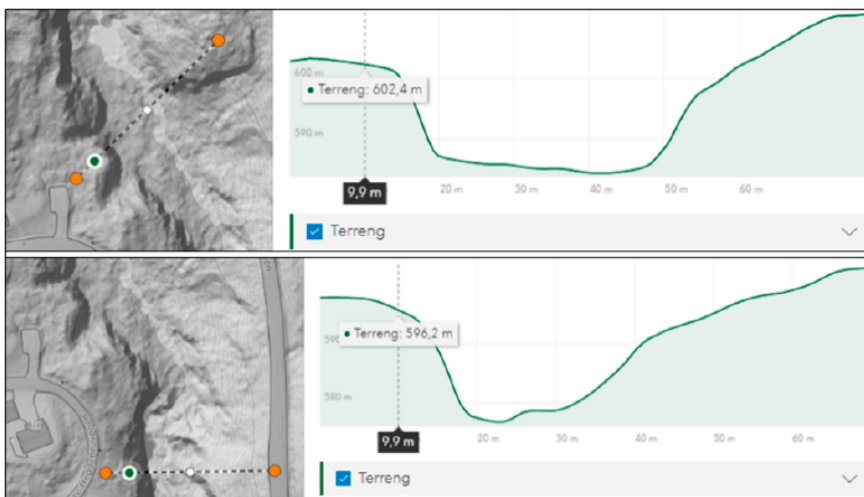 600 m
Terreng: 602,4 m
590 m
9,9 m
20 m 30 m 40 m 50 m 60 m
Terreng
Terreng: 596,2 m
580 m
9,9 m
20 m 30 m 40 m 50 m 60 m
Terreng